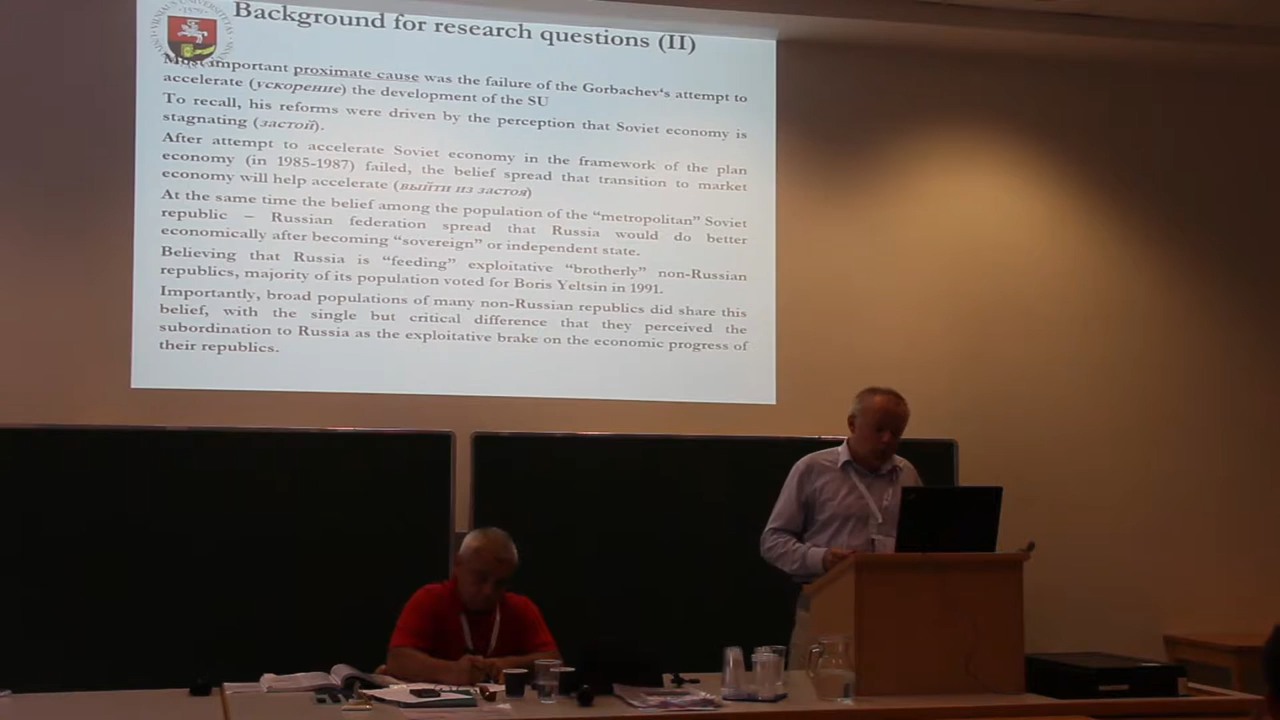 Background for research questions (II)
Most important proximate cause was the failure of the Gorbachev's attempt to
accelerate (ускорение) the development of the SU
To recall, his reforms were driven by the perception that Soviet economy is
stagnating (застой).
After attempt to accelerate Soviet economy in the framework of the plan
economy (in 1985-1987) failed, the belief spread that transition to market
economy will help accelerate (выйти из застоя)
At the same time the belief among the population of the “metropolitan” Soviet
republic – Russian federation spread that Russia would do better
economically after becoming “sovereign” or independent state.
Believing that Russia is “feeding” exploitative “brotherly” non-Russian
republics, majority of its population voted for Boris Yeltsin in 1991.
Importantly, broad populations of many non-Russian republics did share this
belief, with the single but critical difference that they perceived the
subordination to Russia as the exploitative brake on the economic progress of
their republics.